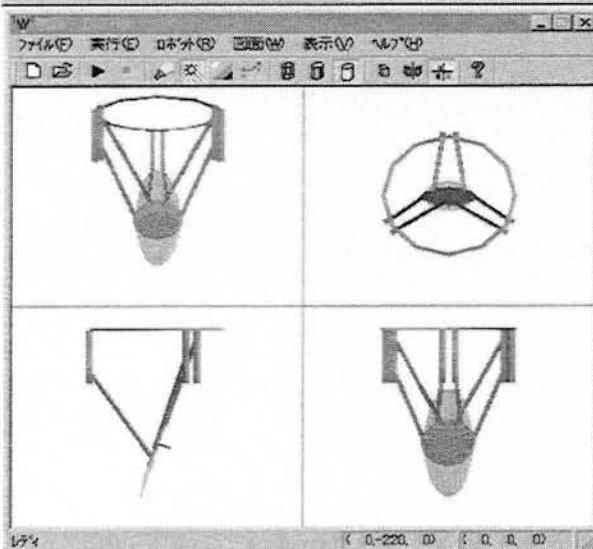 ファイル(F) 実行(E) ロボット(R) 図面(W) 表示(V) ヘルプ(H)
レディ ( 0,-220, 0) ( 0, 0, 0)